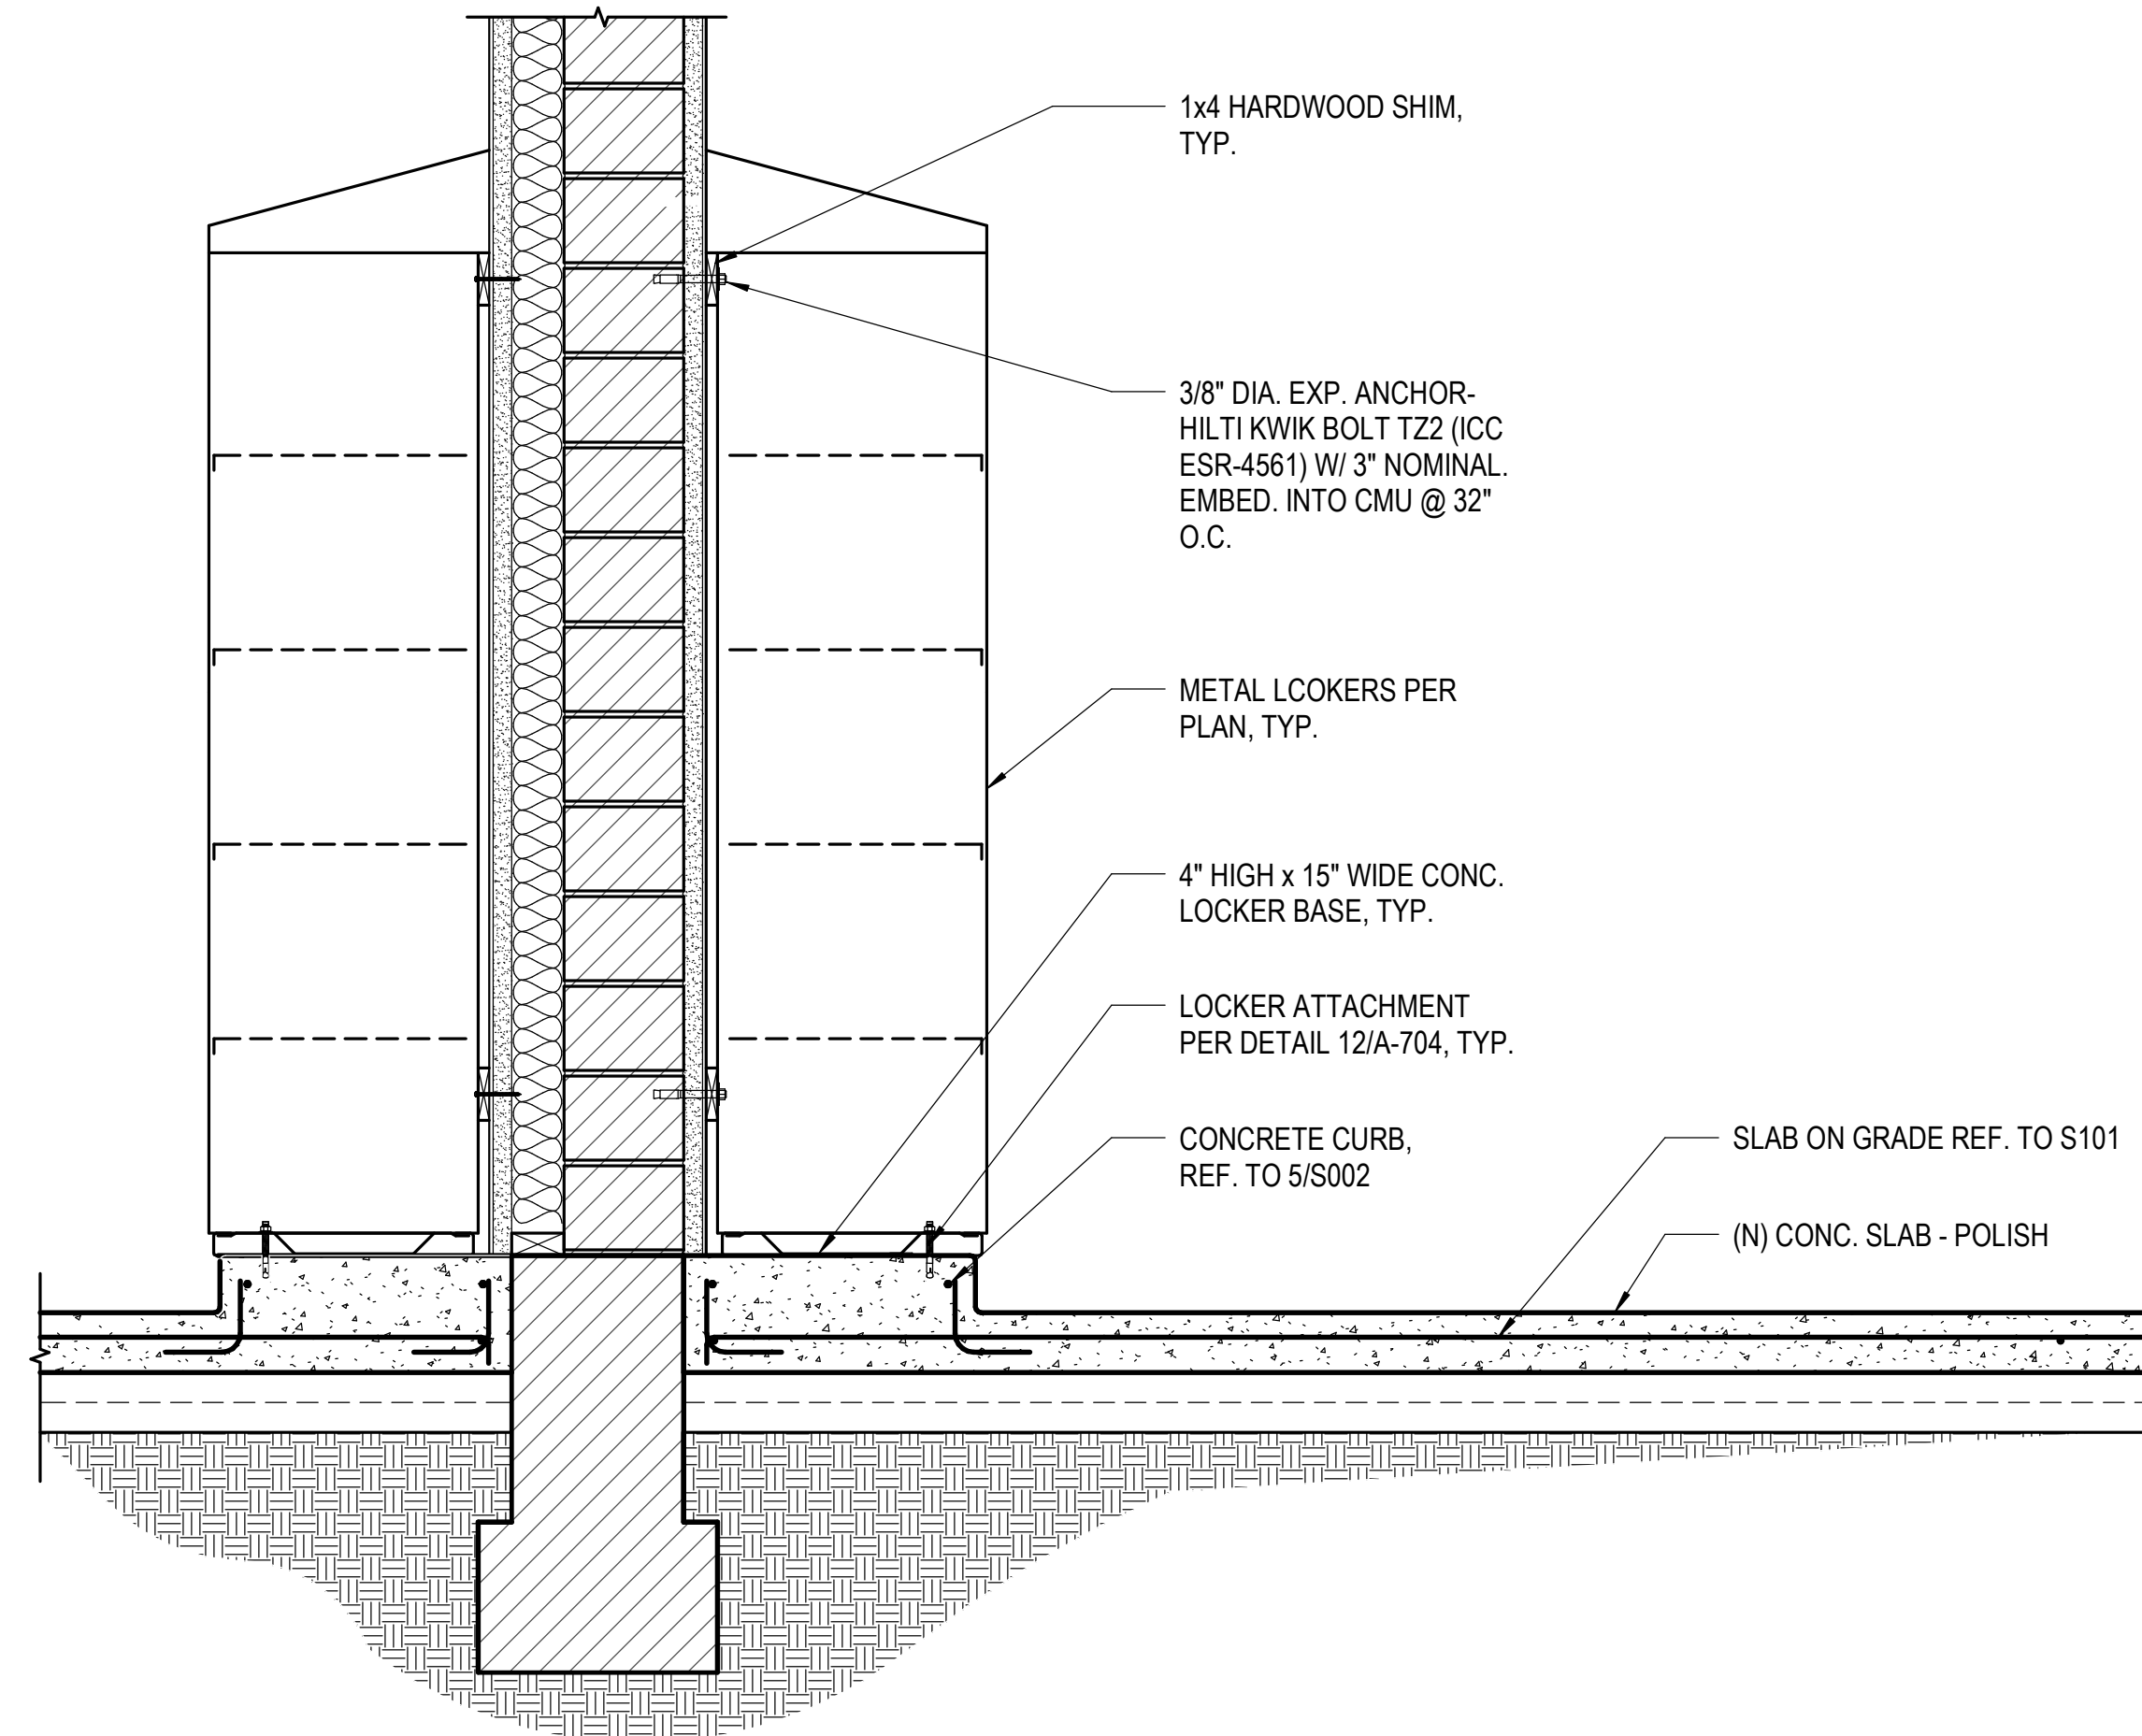 1x4 HARDWOOD SHIM,
TYP.
3/8" DIA. EXP. ANCHOR-
HILTI KWIK BOLT TZ2 (ICC
ESR-4561) W/ 3" NOMINAL.
EMBED. INTO CMU @ 32"
O.C.
METAL LCOKERS PER
PLAN, TYP.
4" HIGH x 15" WIDE CONC.
LOCKER BASE, TYP.
LOCKER ATTACHMENT
PER DETAIL 12/A-704, TYP.
CONCRETE CURB,
REF. TO 5/S002
SLAB ON GRADE REF. TO S101
(N) CONC. SLAB - POLISH